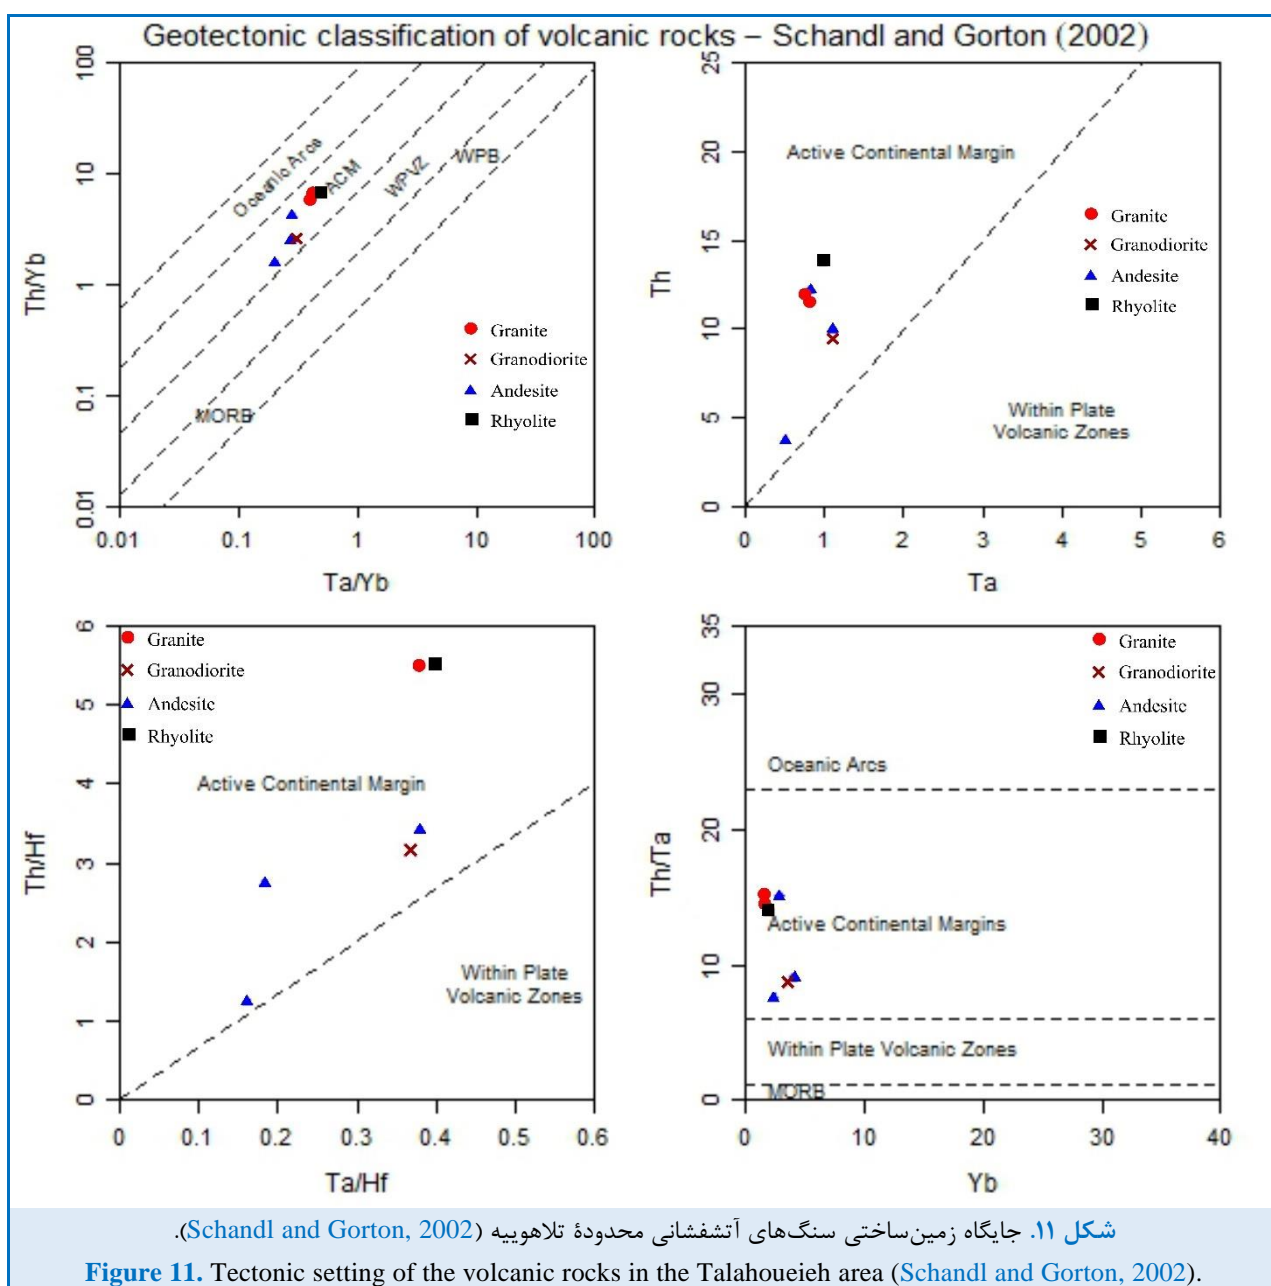 Geotectonic classification of volcanic rocks – Schandl and Gorton (2002)
100
10
1
0.1
0.01
Th/Yb
Oceanic Arcs
ACM
WPVZ
WPB
MORB
Granite
Granodiorite
Andesite
Rhyolite
0.01 0.1 1 10 100
Ta/Yb
25
20
15
10
5
0
Th
Active Continental Margin
Granite
Granodiorite
Andesite
Rhyolite
Within Plate
Volcanic Zones
0 1 2 3 4 5 6
Ta
6
5
4
3
2
1
0
Th/Hf
Granite
Granodiorite
Andesite
Rhyolite
Active Continental Margin
Within Plate
Volcanic Zones
0 0.1 0.2 0.3 0.4 0.5 0.6
Ta/Hf
35
30
20
10
0
Th/Ta
Granite
Granodiorite
Andesite
Rhyolite
Oceanic Arcs
Active Continental Margins
Within Plate Volcanic Zones
MORB
0 10 20 30 40
Yb
شکل ۱۱. جایگاه زمین‌ساختی سنگ‌های آتشفشانی محدودۀ تلاهوییه (Schandl and Gorton, 2002).
Figure 11. Tectonic setting of the volcanic rocks in the Talahoueieh area (Schandl and Gorton, 2002).